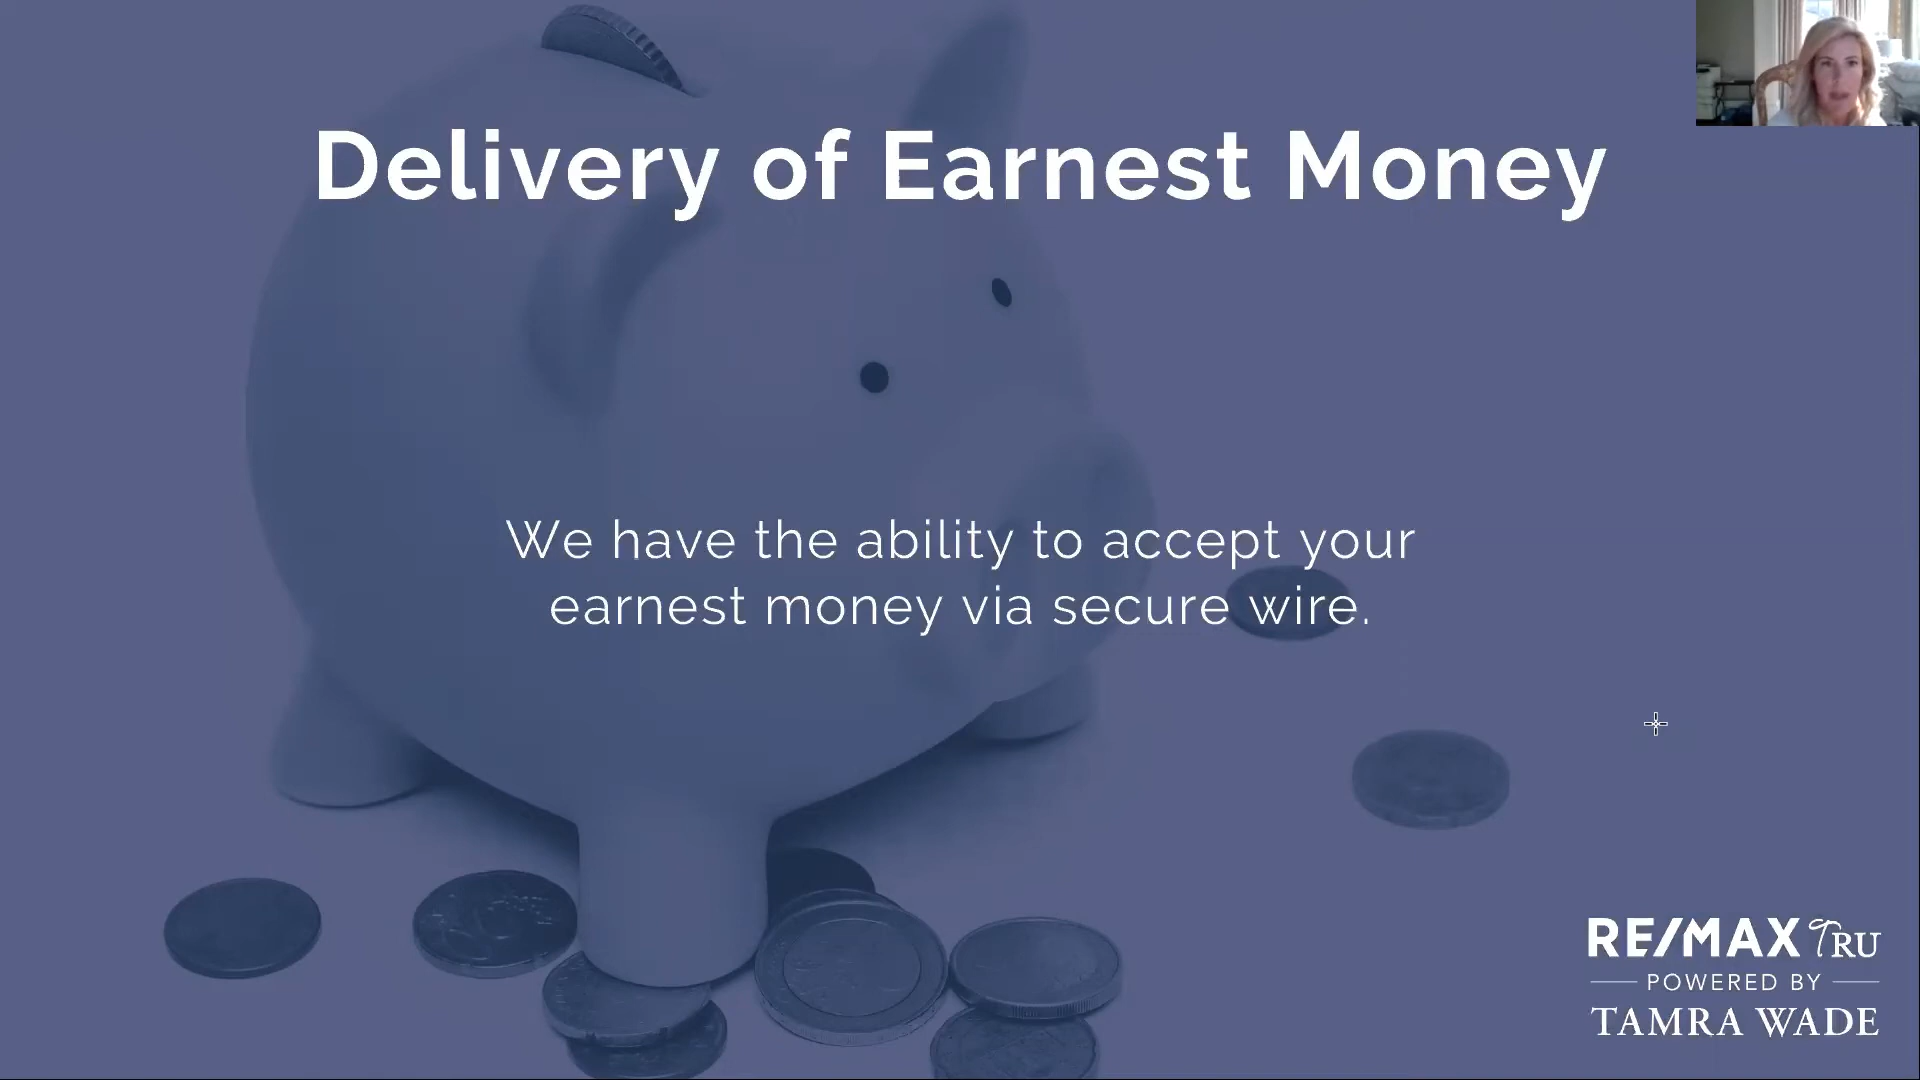 Delivery of Earnest Money
We have the ability to accept your
earnest money via secure wire.
RE/MAX TRU
POWERED BY
TAMRA WADE